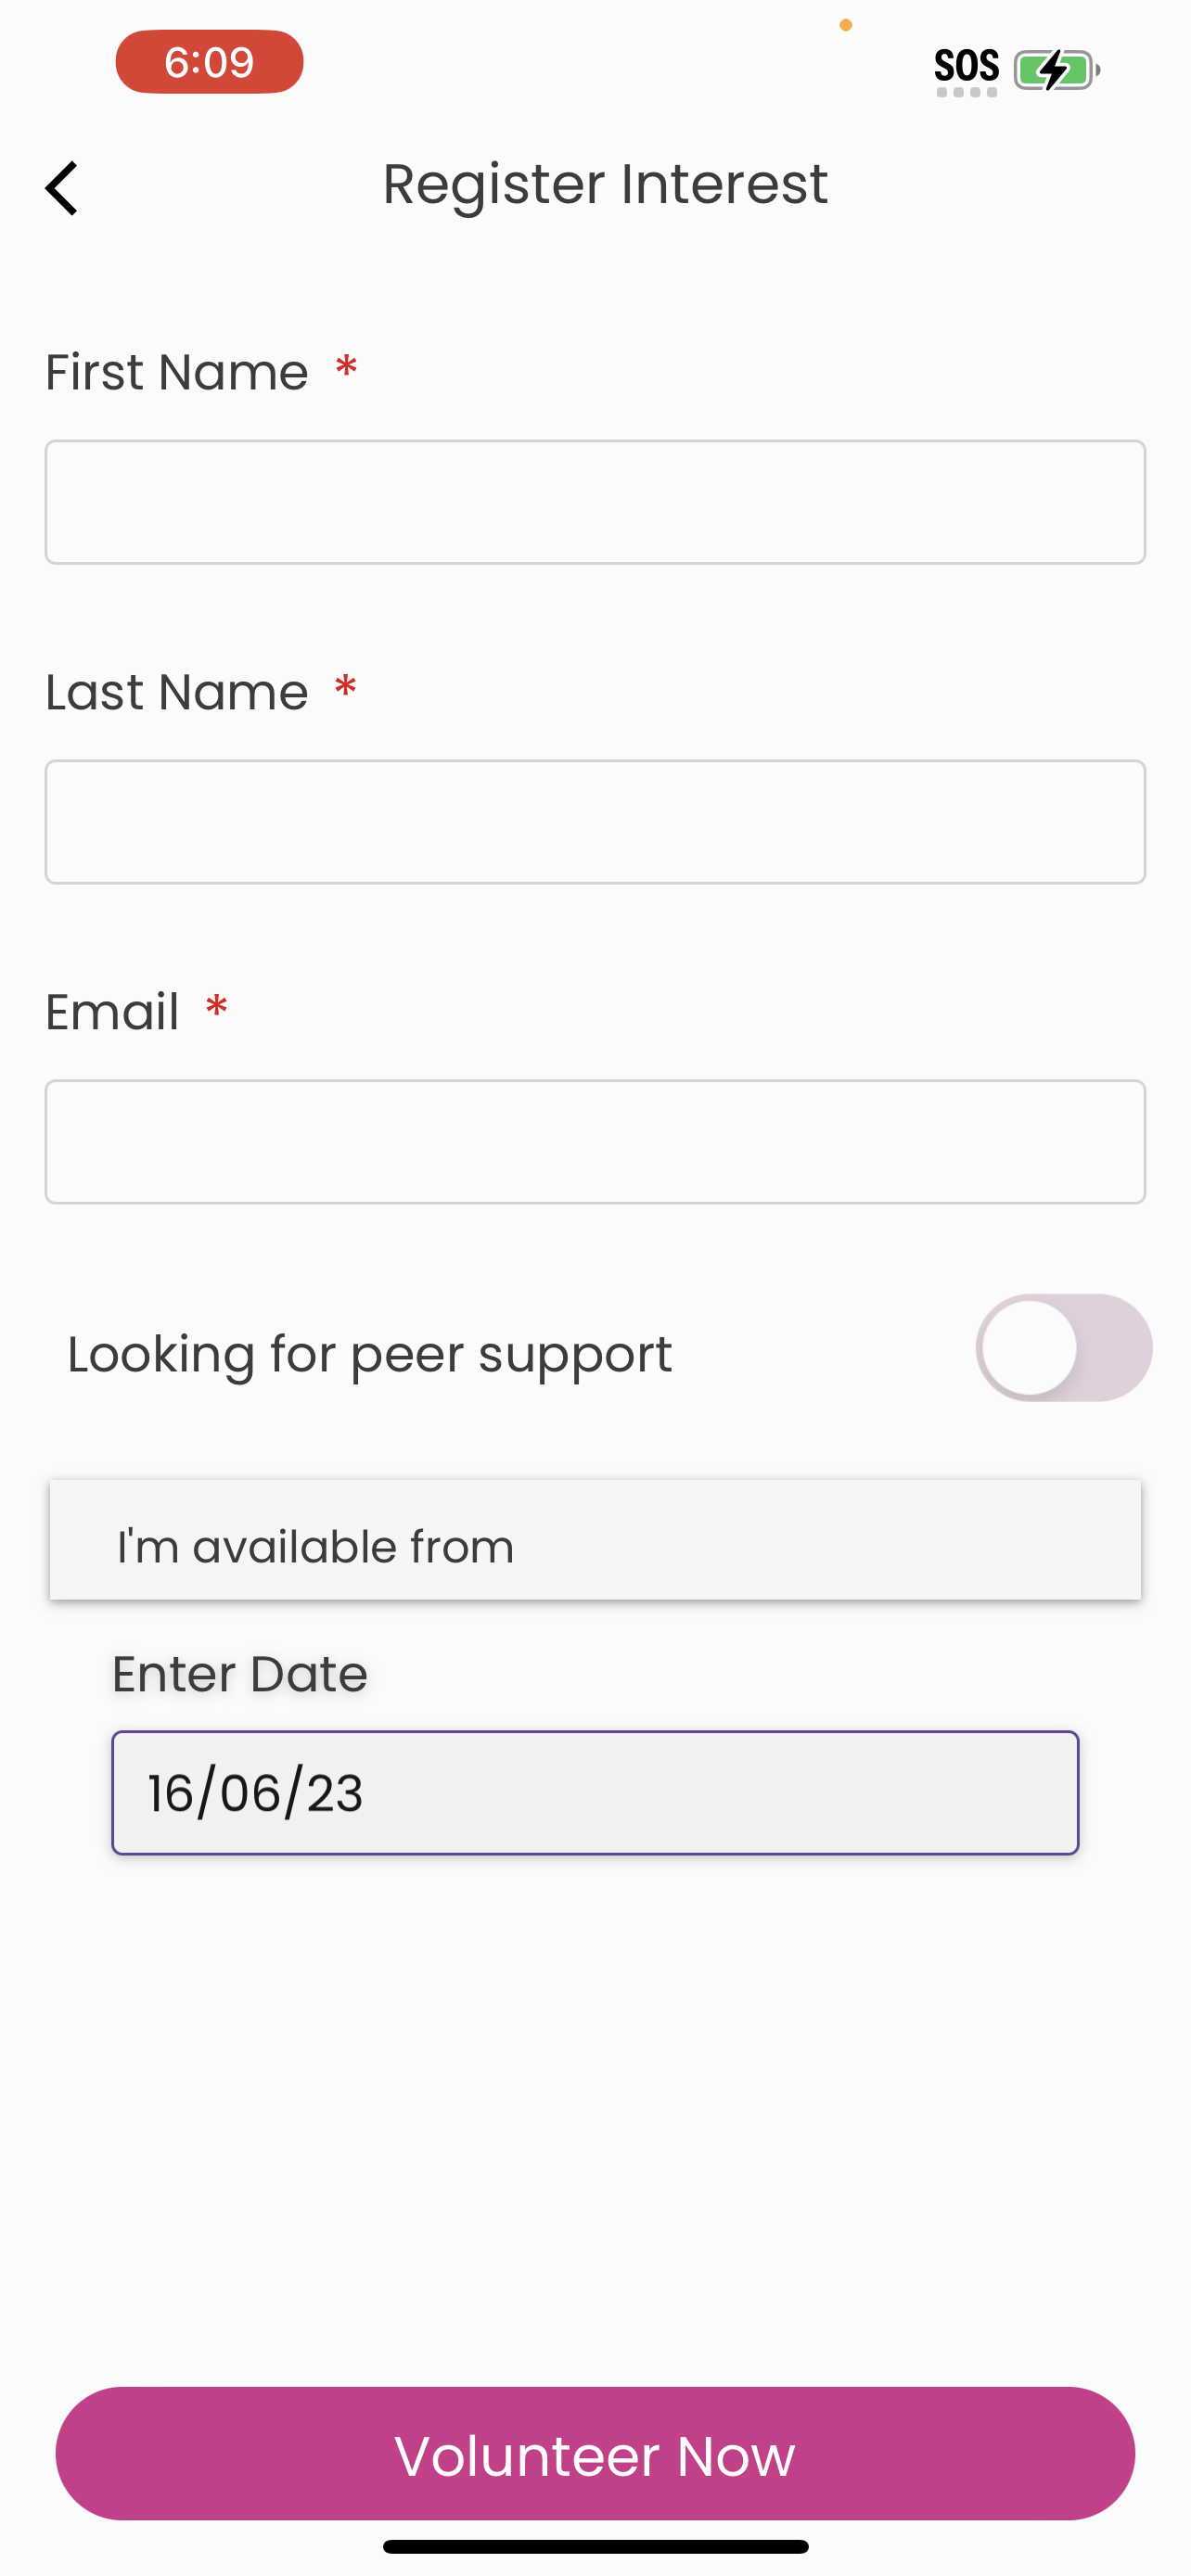 6:09
SOS
Register Interest
First Name *
Last Name *
Email *
Looking for peer support
I'm available from
Enter Date
16/06/23
Volunteer Now